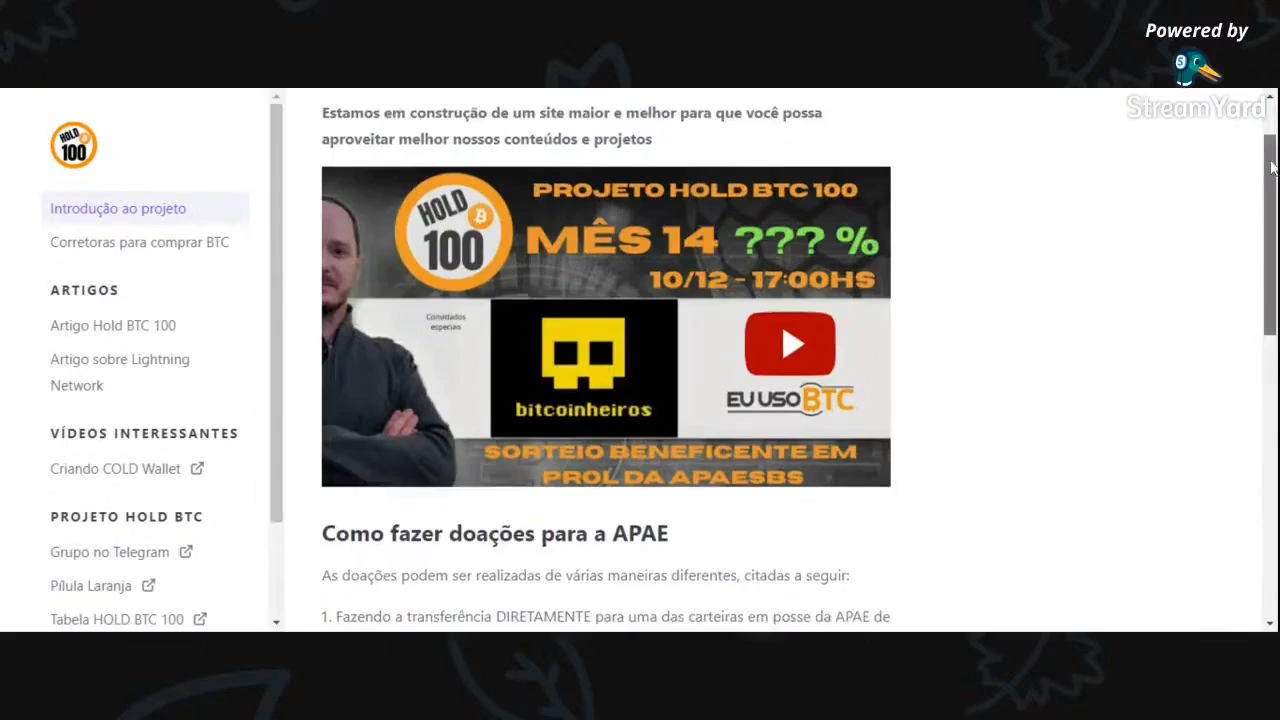 Powered by
S
StreamYard
HOLD
100
Introdução ao projeto
Corretoras para comprar BTC
ARTIGOS
Artigo Hold BTC 100
Artigo sobre Lightning
Network
VÍDEOS INTERESSANTES
Criando COLD Wallet
PROJETO HOLD BTC
Grupo no Telegram
Pílula Laranja
Tabela HOLD BTC 100
Estamos em construção de um site maior e melhor para que você possa
aproveitar melhor nossos conteúdos e projetos
HOLD
100
PROJETO HOLD BTC 100
MÊS 14 ??? %
10/12 - 17:00HS
Convidados
especiais
bitcoinheiros
EU USO BTC
SORTEIO BENEFICENTE EM
PROL DA APAESBS
Como fazer doações para a APAE
As doações podem ser realizadas de várias maneiras diferentes, citadas a seguir:
1. Fazendo a transferência DIRETAMENTE para uma das carteiras em posse da APAE de